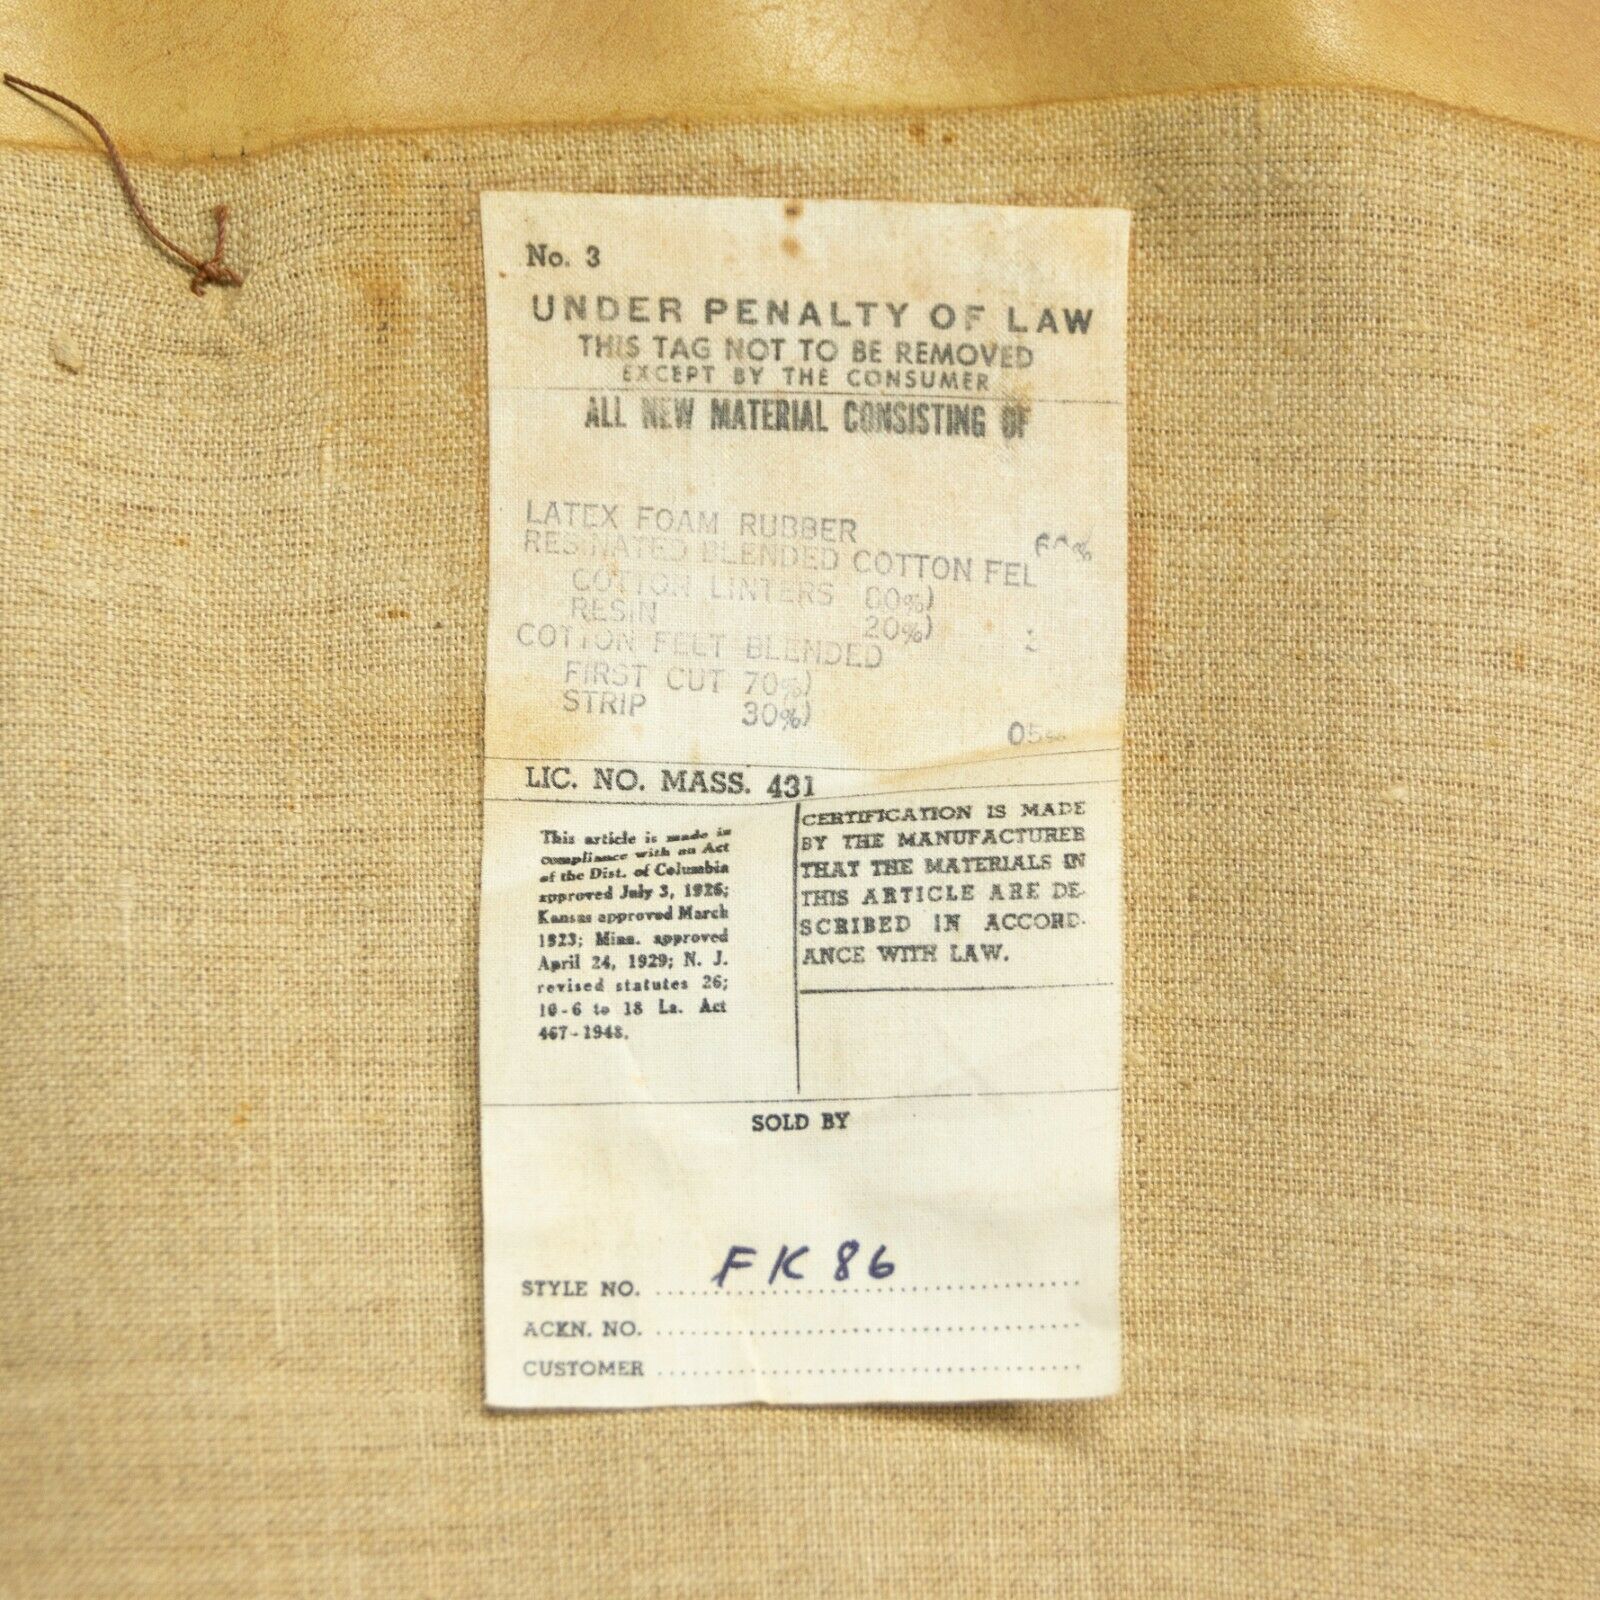 No. 3
UNDER PENALTY OF LAW
THIS TAG NOT TO BE REMOVED
EXCEPT BY THE CONSUMER
ALL NEW MATERIAL CONSISTING OF
LATEX FOAM RUBBER
RESINATED BLENDED COTTON FEL
COTTON LINTERS 80%)
RESIN 20%)
COTTON FELT BLENDED
FIRST CUT 70%)
STRIP 30%)
05
LIC. NO. MASS. 431
This article is made in
compliance with an Act
of the Dist. of Columbia
approved July 3, 1926;
Kansas approved March
1923; Minn. approved
April 24, 1929; N. J.
revised statutes 26;
10-6 to 18 La. Act
467-1948.
CERTIFICATION IS MADE
BY THE MANUFACTURER
THAT THE MATERIALS IN
THIS ARTICLE ARE DE-
SCRIBED IN ACCORD-
ANCE WITH LAW.
SOLD BY
STYLE NO. FK 86
ACKN. NO.
CUSTOMER